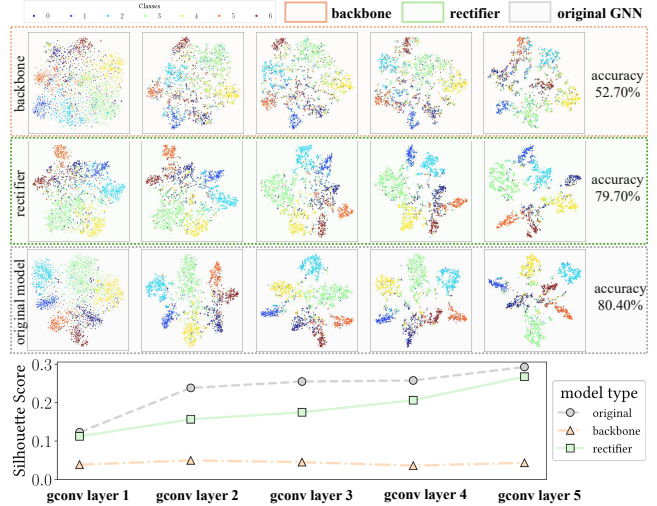 Classes
0 1 2 3 4 5 6
backbone rectifier original GNN
backbone
accuracy
52.70%
rectifier
accuracy
79.70%
original model
accuracy
80.40%
Silhouette Score
0.3
0.2
0.1
0.0
gconv layer 1 gconv layer 2 gconv layer 3 gconv layer 4 gconv layer 5
model type
original
backbone
rectifier